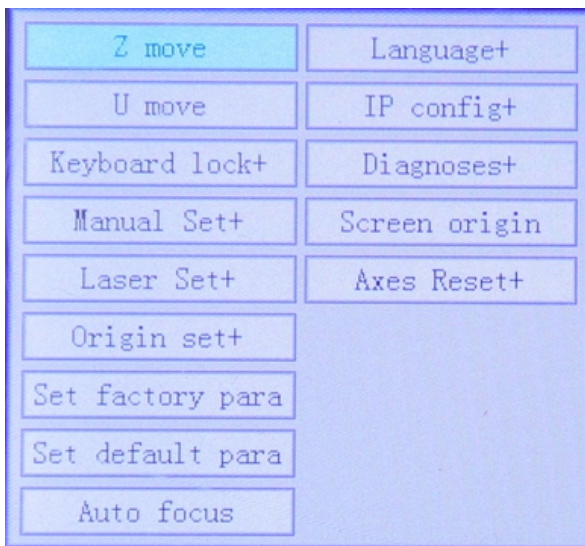 Z move
U move
Keyboard lock+
Manual Set+
Laser Set+
Origin set+
Set factory para
Set default para
Auto focus
Language+
IP config+
Diagnoses+
Screen origin
Axes Reset+